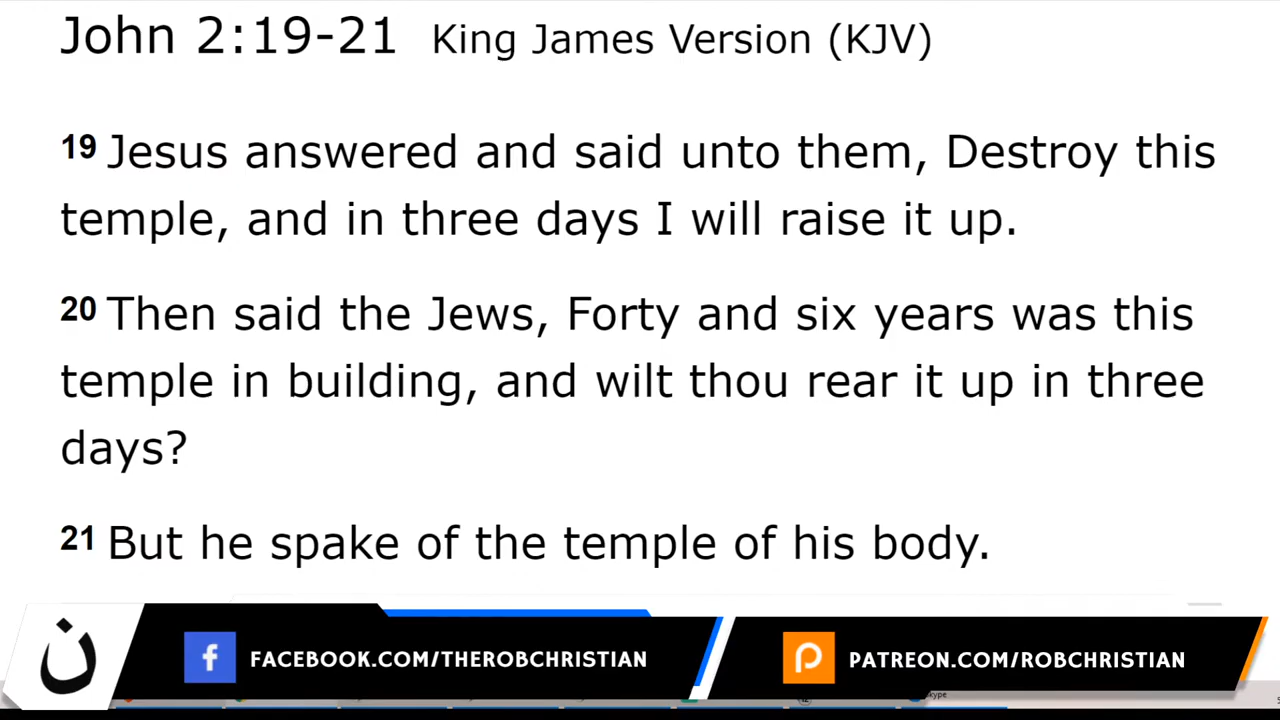 John 2:19-21 King James Version (KJV)
19 Jesus answered and said unto them, Destroy this
temple, and in three days I will raise it up.
20 Then said the Jews, Forty and six years was this
temple in building, and wilt thou rear it up in three
days?
21 But he spake of the temple of his body.
ن
FACEBOOK.COM/THEROBCHRISTIAN
PATREON.COM/ROBCHRISTIAN